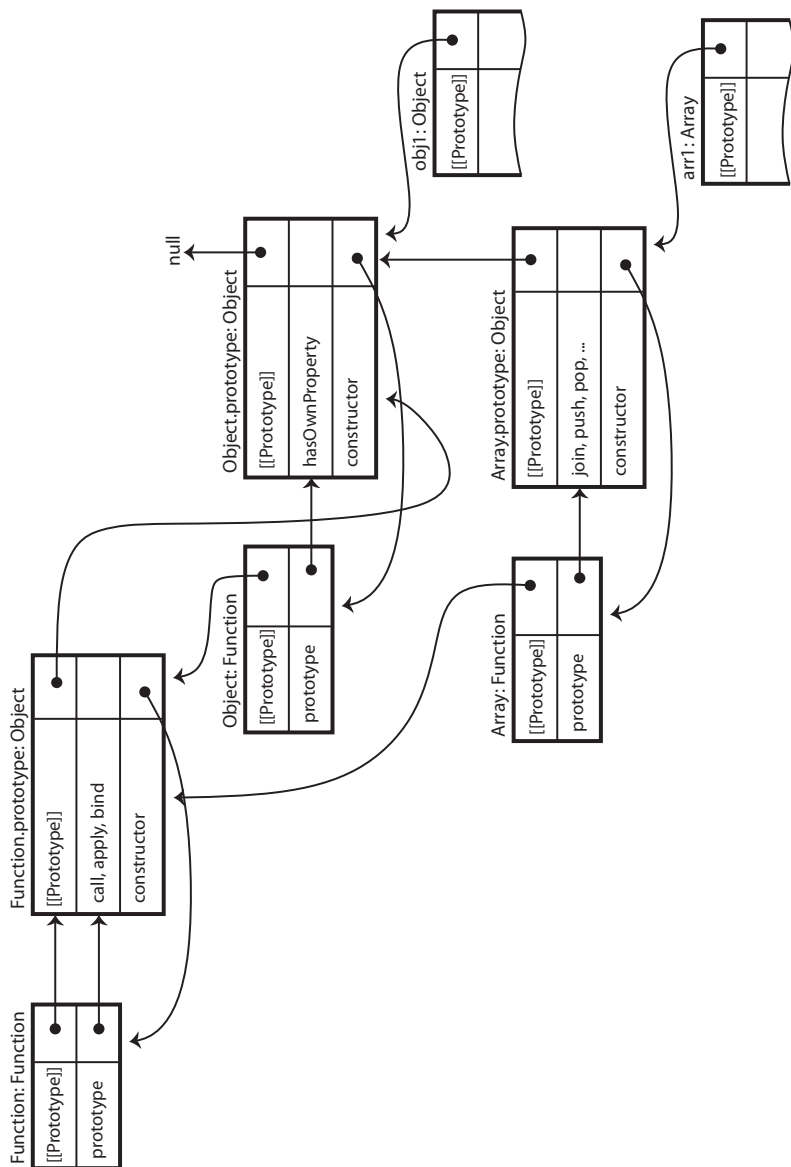 Function: Function
[[Prototype]]
prototype
Function.prototype: Object
[[Prototype]]
call, apply, bind
constructor
Object: Function
[[Prototype]]
prototype
null
Object.prototype: Object
[[Prototype]]
hasOwnProperty
constructor
obj1: Object
[[Prototype]]
Array: Function
[[Prototype]]
prototype
Array.prototype: Object
[[Prototype]]
join, push, pop, ...
constructor
arr1: Array
[[Prototype]]